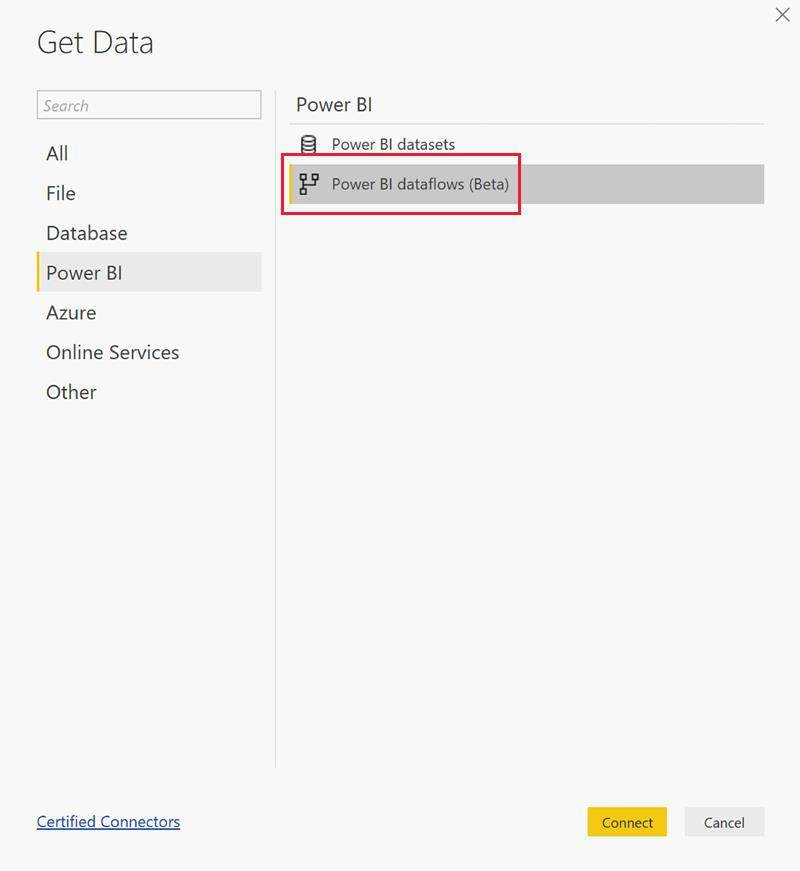 Get Data
Search
All
File
Database
Power BI
Azure
Online Services
Other
Power BI
Power BI datasets
Power BI dataflows (Beta)
Certified Connectors
Connect
Cancel